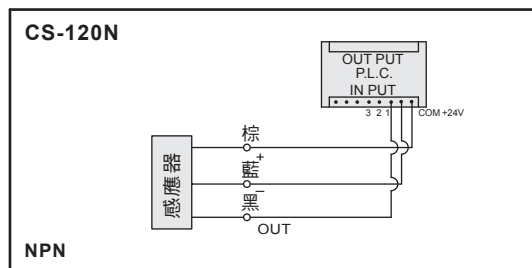 CS-120N
OUT PUT
P.L.C.
IN PUT
3 2 1 COM +24V
棕
+
藍
−
黑
OUT
感應器
NPN